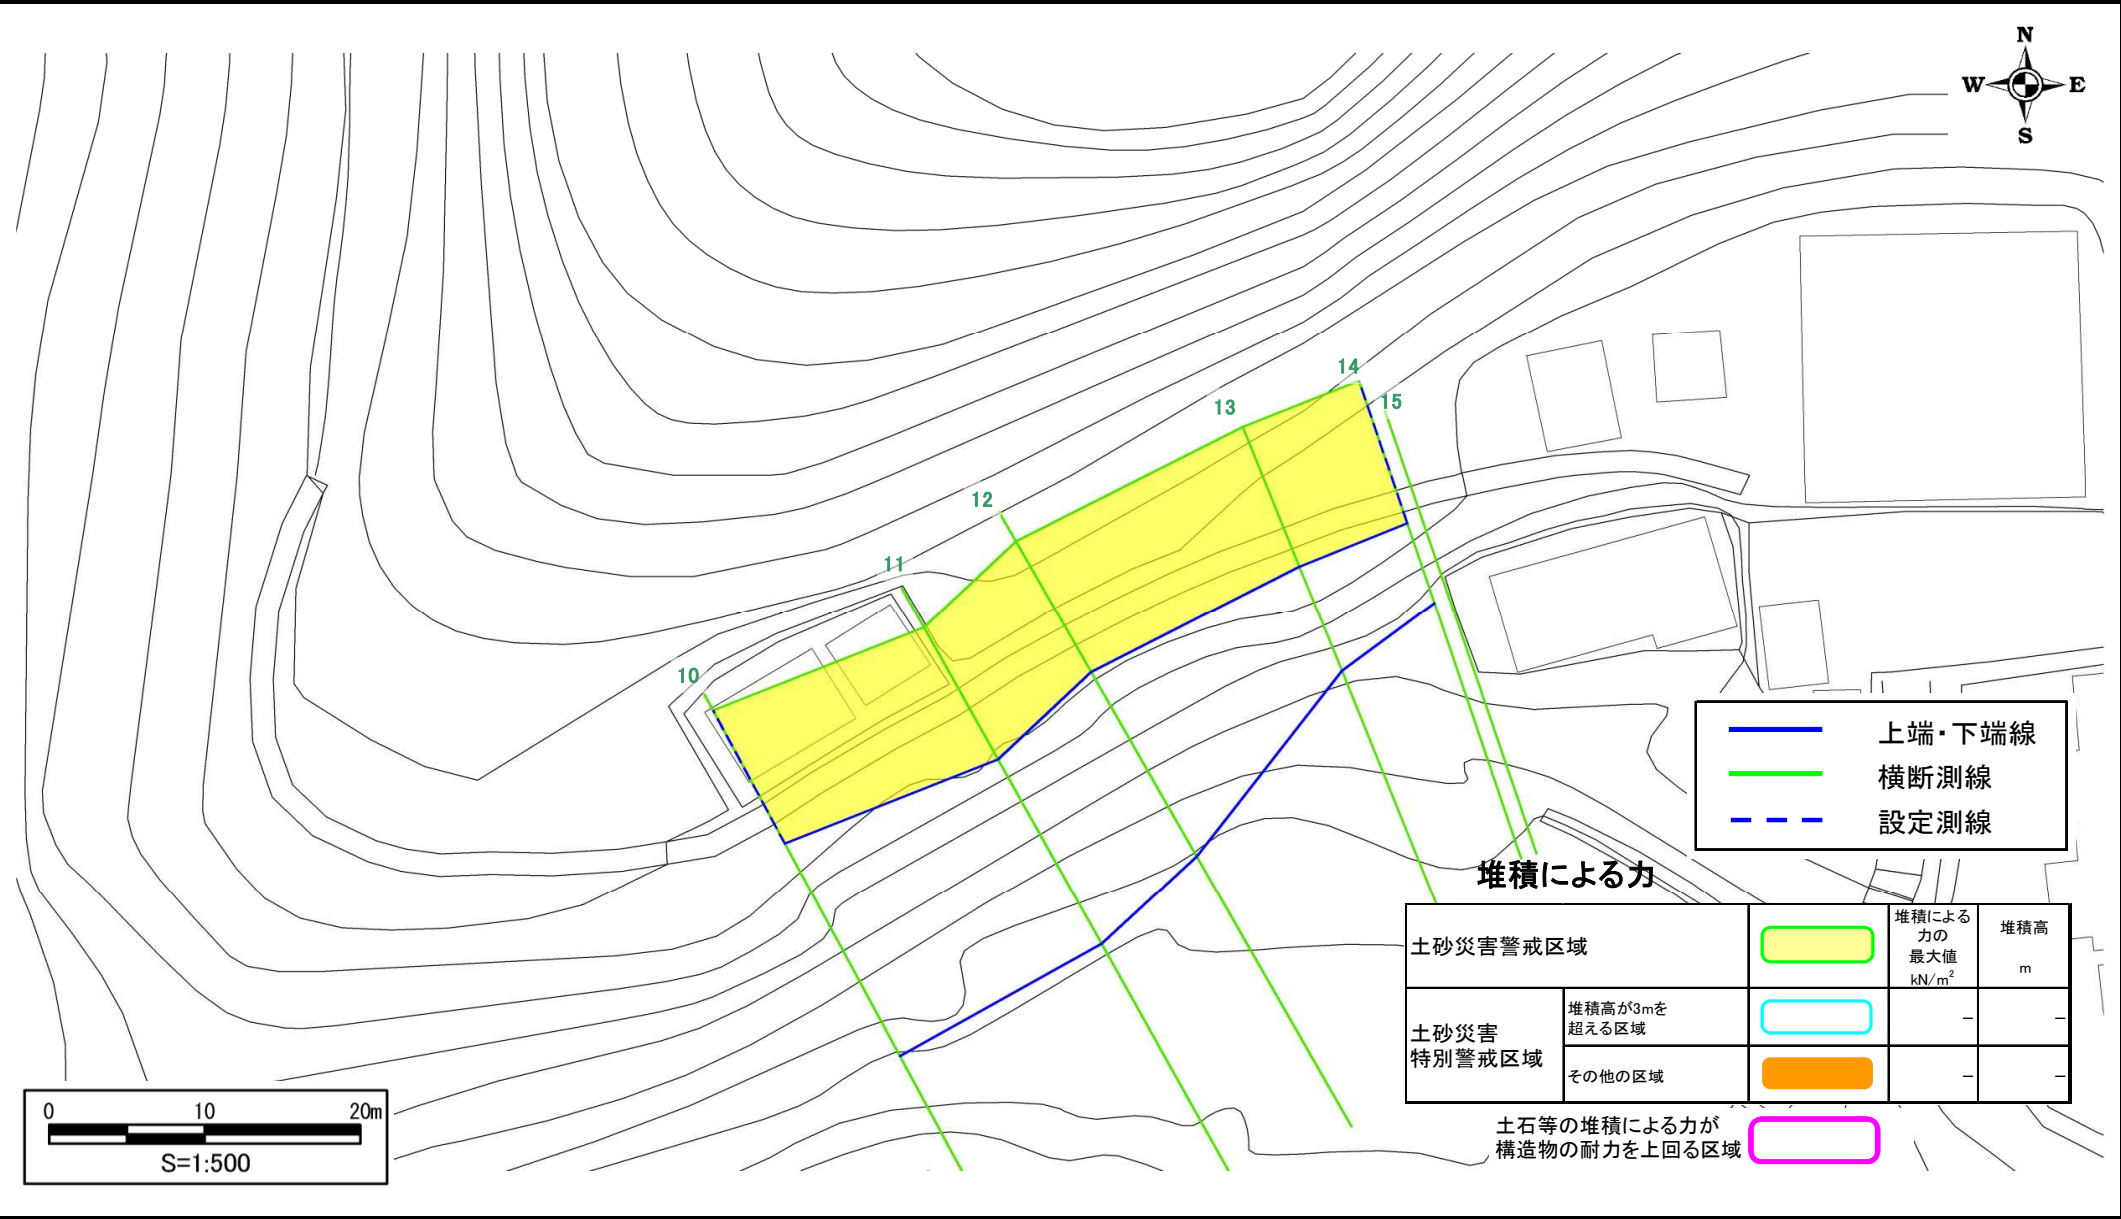 N
W E
S
14
15
13
12
11
10
上端・下端線
横断測線
設定測線
堆積による力
土砂災害警戒区域
堆積による
力の
最大値
kN/m²
堆積高
m
土砂災害
特別警戒区域
堆積高が3mを
超える区域
－ －
その他の区域
－ －
土石等の堆積による力が
構造物の耐力を上回る区域
0 10 20m
S=1:500